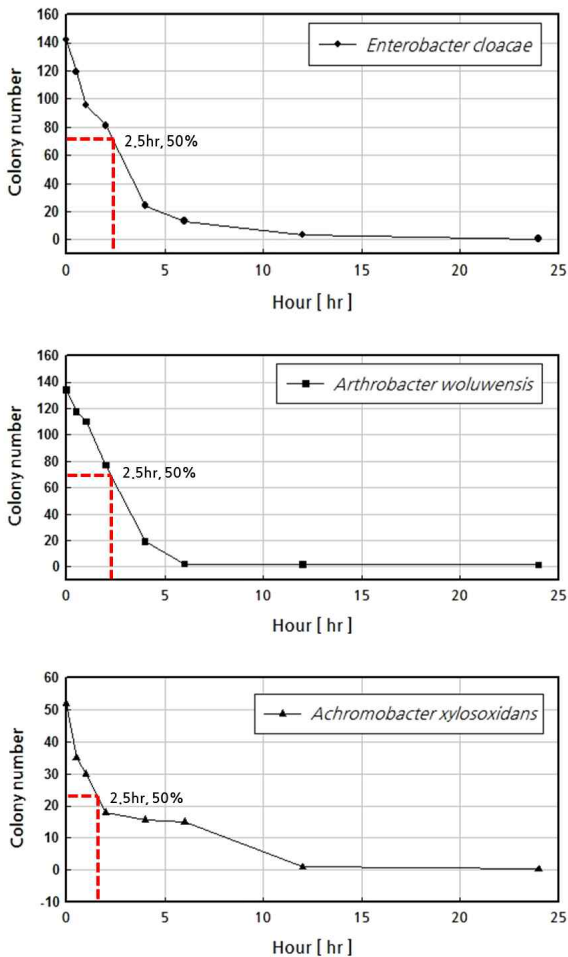 160
140
120
100
80
60
40
20
0
Colony number
Enterobacter cloacae
2.5hr, 50%
0 5 10 15 20 25
Hour [ hr ]
160
140
120
100
80
60
40
20
0
Colony number
Arthrobacter woluwensis
2.5hr, 50%
0 5 10 15 20 25
Hour [ hr ]
60
50
40
30
20
10
0
-10
Colony number
Achromobacter xylosoxidans
2.5hr, 50%
0 5 10 15 20 25
Hour [ hr ]